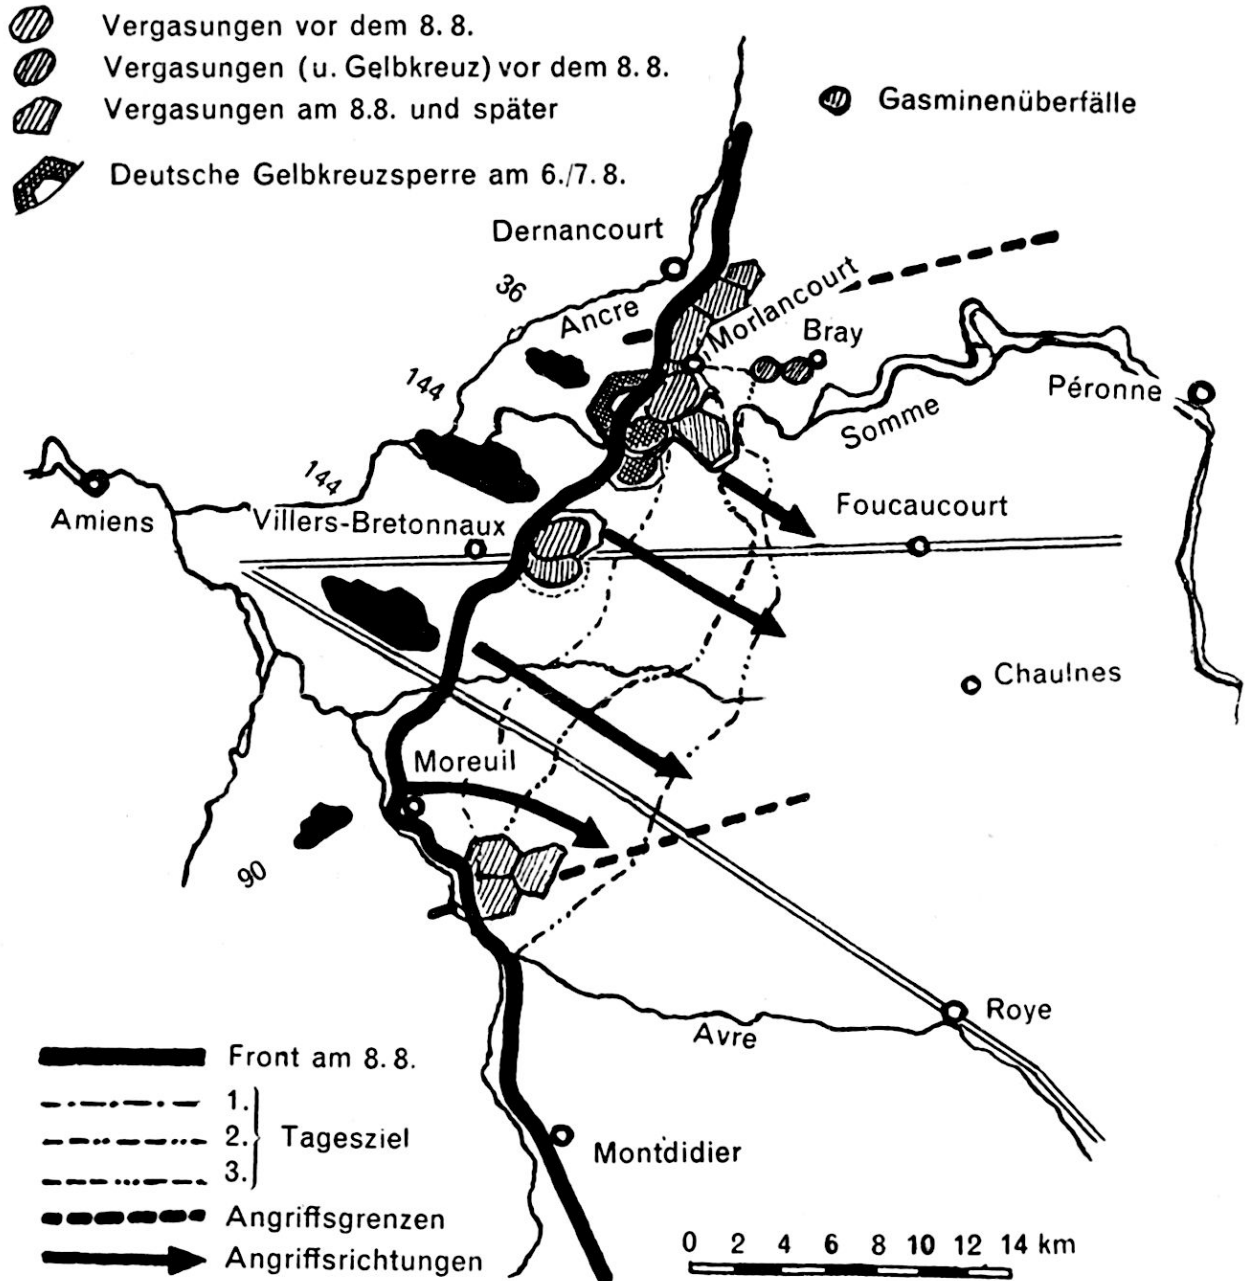 Vergasungen vor dem 8.8.
Vergasungen (u. Gelbkreuz) vor dem 8.8.
Vergasungen am 8.8. und später
Gasminenüberfälle
Deutsche Gelbkreuzsperre am 6./7.8.
Dernancourt
36
Ancre
Morlancourt
Bray
144
Péronne
Somme
144
Amiens
Villers-Bretonnaux
Foucaucourt
Chaulnes
Moreuil
90
Roye
Avre
Front am 8.8.
1.
2. Tagesziel
3.
Montdidier
Angriffsgrenzen
Angriffsrichtungen
0 2 4 6 8 10 12 14 km